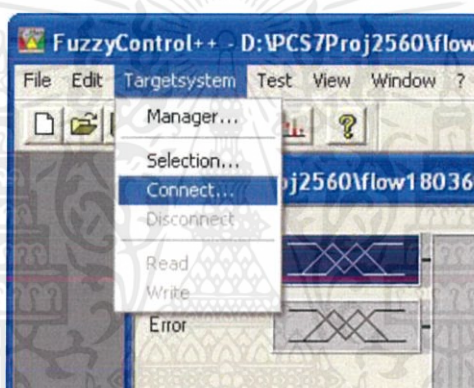 FuzzyControl++ - D:\PCS7Proj2560\flow
File Edit Targetsystem Test View Window ?
Manager...
Selection...
Connect...
Disconnect
Read
Write
oj2560\flow18036
Error